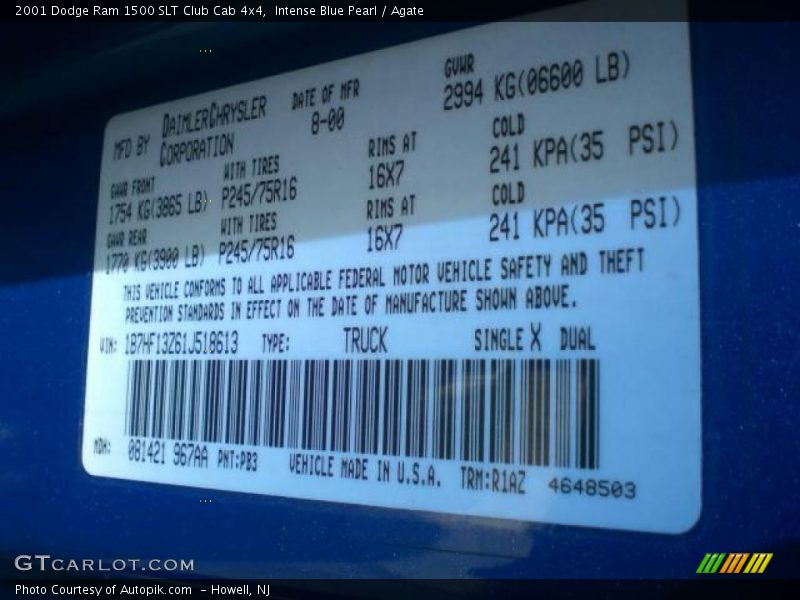 2001 Dodge Ram 1500 SLT Club Cab 4x4, Intense Blue Pearl / Agate
MFD BY DAIMLERCHRYSLER CORPORATION
DATE OF MFR 8-00
GVWR 2994 KG(06600 LB)
GAWR FRONT 1754 KG(3865 LB) WITH TIRES P245/75R16 RIMS AT 16X7 COLD 241 KPA(35 PSI)
GAWR REAR 1770 KG(3900 LB) WITH TIRES P245/75R16 RIMS AT 16X7 COLD 241 KPA(35 PSI)
THIS VEHICLE CONFORMS TO ALL APPLICABLE FEDERAL MOTOR VEHICLE SAFETY AND THEFT
PREVENTION STANDARDS IN EFFECT ON THE DATE OF MANUFACTURE SHOWN ABOVE.
VIN: 1B7HF13Z61J518613 TYPE: TRUCK SINGLE X DUAL
MDH: 081421 967AA PNT:PB3 VEHICLE MADE IN U.S.A. TRM:R1AZ 4648503
GTCARLOT.COM
Photo Courtesy of Autopik.com - Howell, NJ